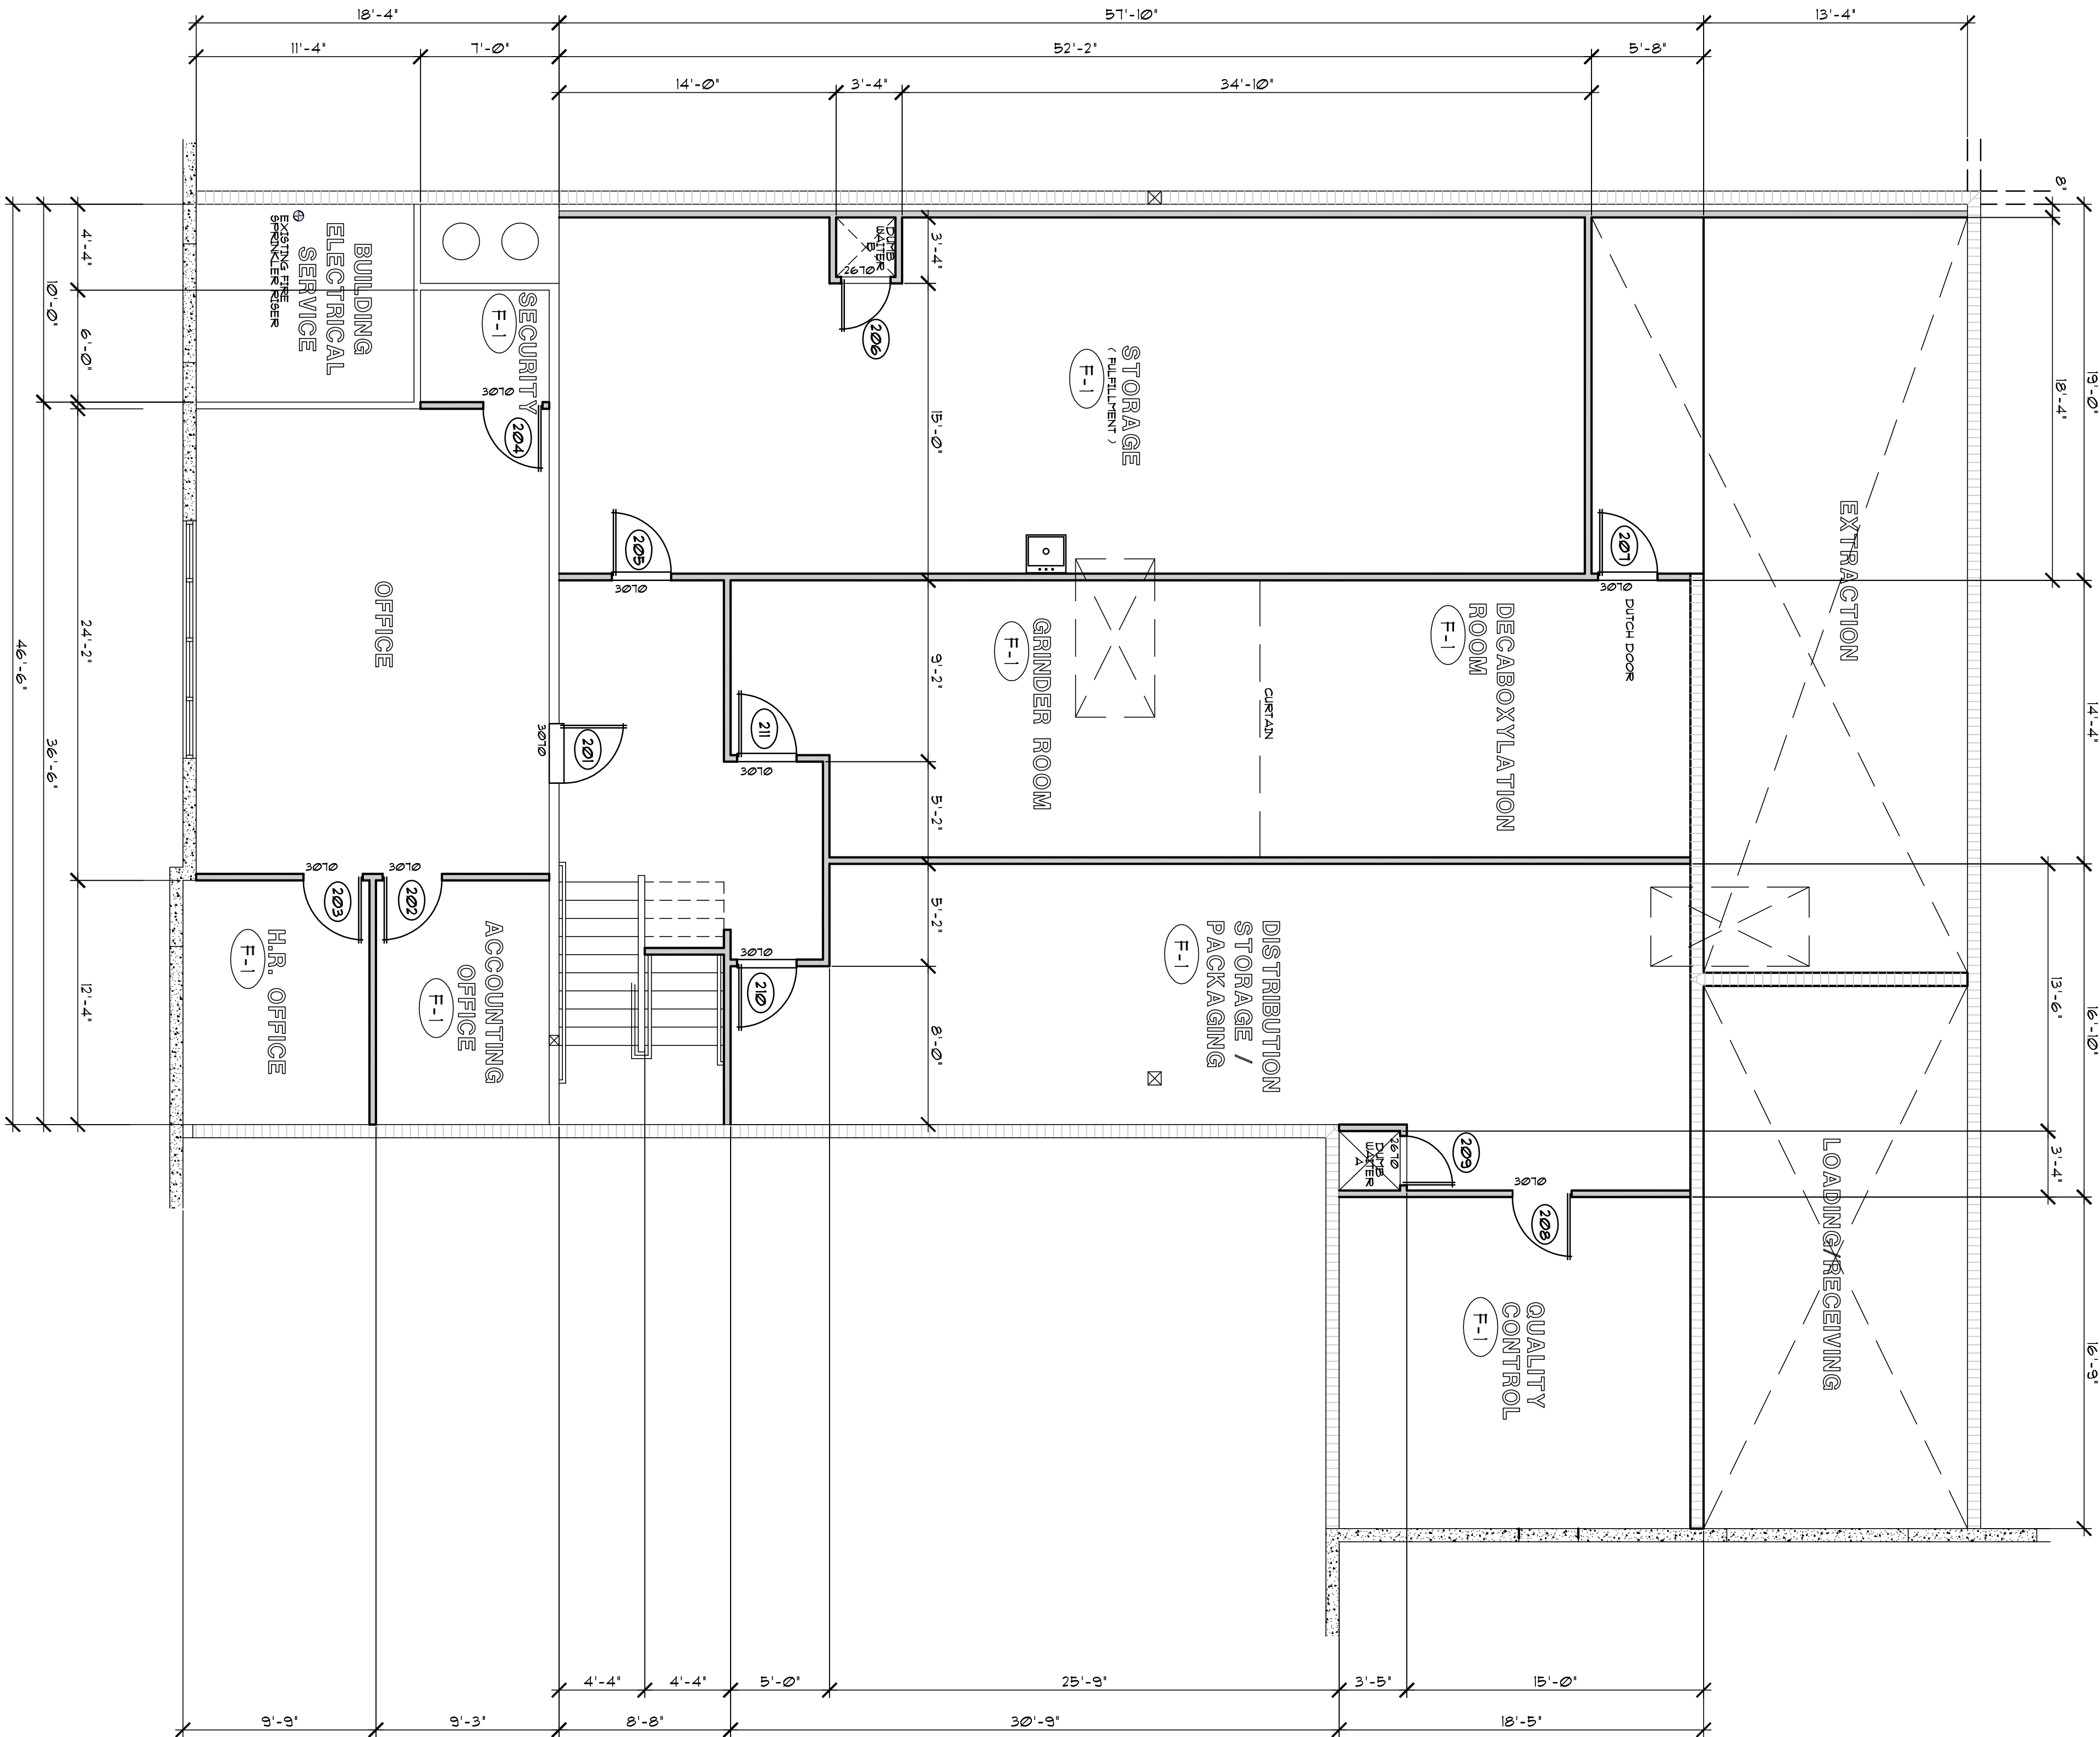 18'-4"
57'-10"
13'-4"
11'-4"
7'-0"
52'-2"
5'-8"
14'-0"
3'-4"
34'-10"
8"
19'-0"
18'-4"
14'-4"
16'-10"
13'-6"
3'-4"
16'-9"
46'-6"
10'-0"
36'-6"
4'-4"
6'-0"
24'-2"
12'-4"
3'-4"
15'-0"
9'-2"
5'-2"
5'-2"
8'-0"
BUILDING
ELECTRICAL
SERVICE
EXISTING FIRE
SPRINKLER RISER
SECURITY
F-1
3070
204
DUMB
WAITER
B
2670
206
STORAGE
( FULFILLMENT )
F-1
205
3070
207
3070
DUTCH DOOR
EXTRACTION
OFFICE
3070
201
211
3070
GRINDER ROOM
F-1
CURTAIN
DECABOXYLATION
ROOM
F-1
3070
203
3070
202
H.R. OFFICE
F-1
ACCOUNTING
OFFICE
F-1
3070
210
DISTRIBUTION
STORAGE /
PACKAGING
F-1
2670
DUMB
WAITER
A
209
3070
208
QUALITY
CONTROL
F-1
LOADING/RECEIVING
4'-4"
4'-4"
5'-0"
25'-9"
3'-5"
15'-0"
9'-9"
9'-3"
8'-8"
30'-9"
18'-5"